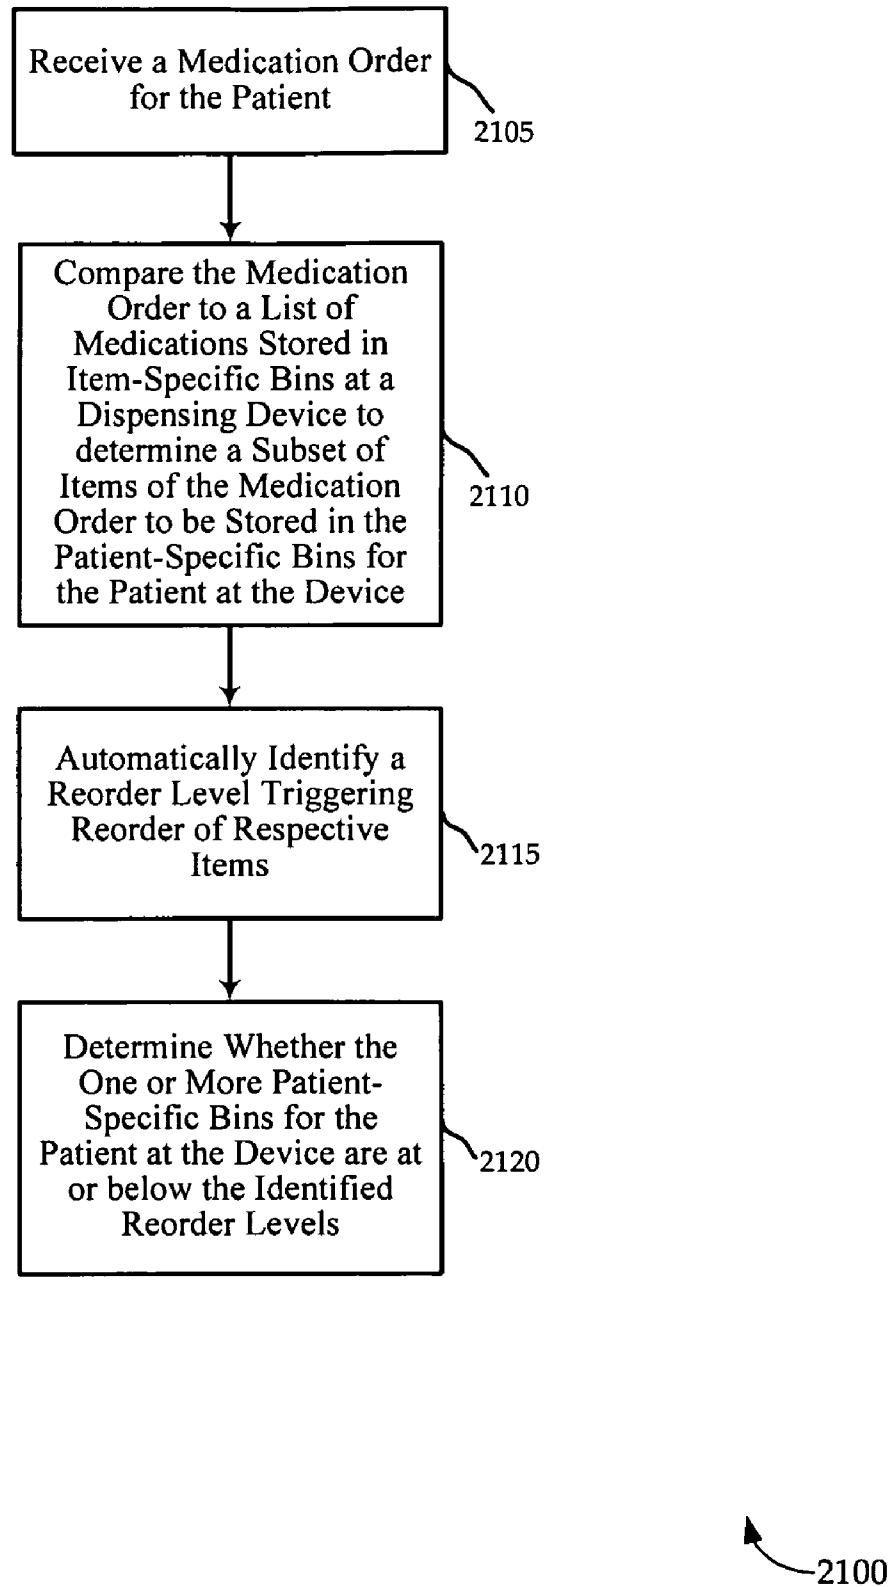 Receive a Medication Order
for the Patient
2105
Compare the Medication
Order to a List of
Medications Stored in
Item-Specific Bins at a
Dispensing Device to
determine a Subset of
Items of the Medication
Order to be Stored in the
Patient-Specific Bins for
the Patient at the Device
2110
Automatically Identify a
Reorder Level Triggering
Reorder of Respective
Items
2115
Determine Whether the
One or More Patient-
Specific Bins for the
Patient at the Device are at
or below the Identified
Reorder Levels
2120
2100